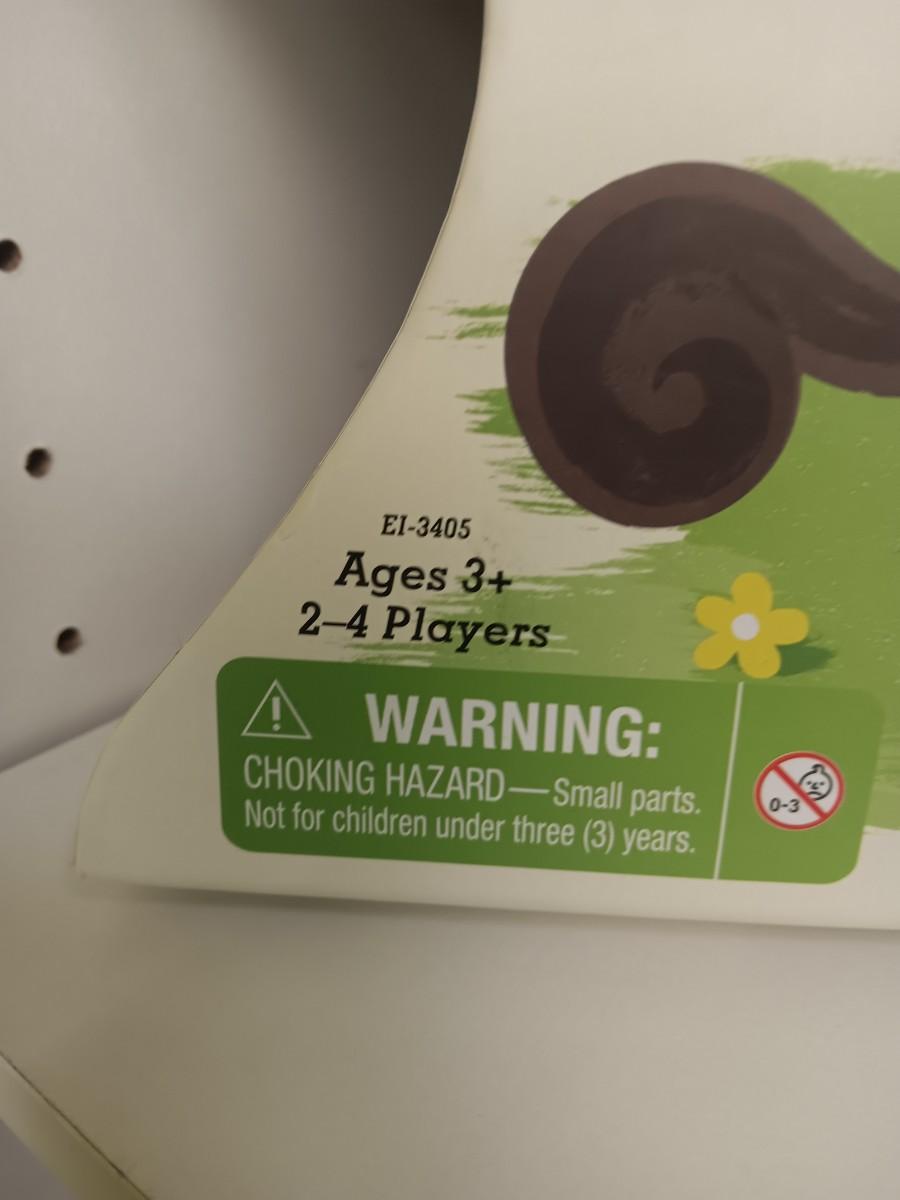 EI-3405
Ages 3+
2–4 Players
WARNING:
CHOKING HAZARD—Small parts.
Not for children under three (3) years.
0-3